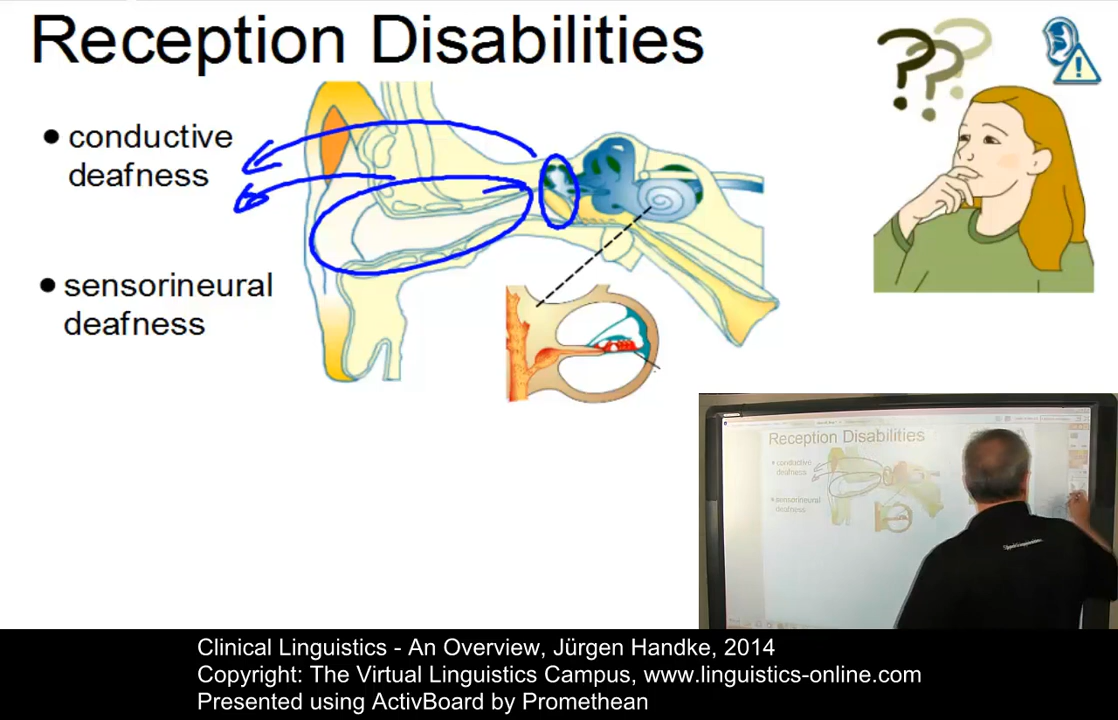 Reception Disabilities
???
!
● conductive
deafness
● sensorineural
deafness
Reception Disabilities
● conductive
deafness
● sensorineural
deafness
Clinical Linguistics - An Overview, Jürgen Handke, 2014
Copyright: The Virtual Linguistics Campus, www.linguistics-online.com
Presented using ActivBoard by Promethean